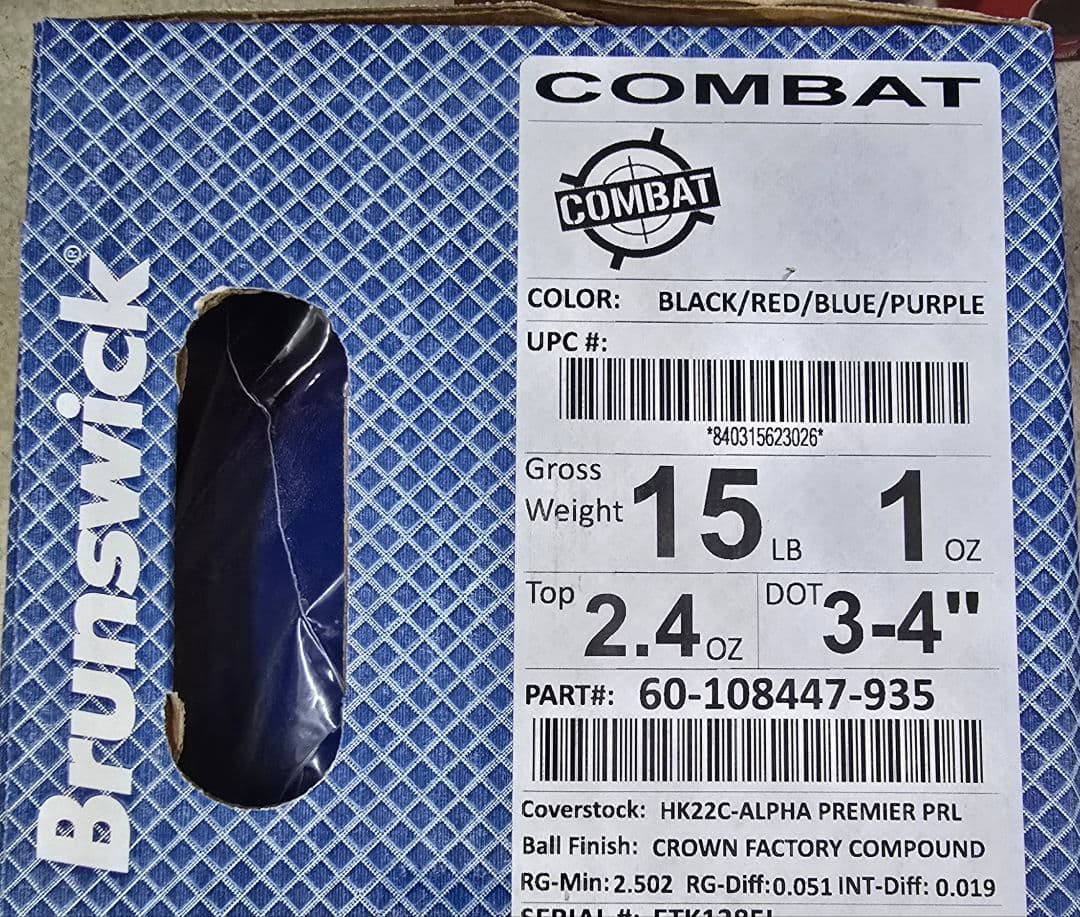 Brunswick®
COMBAT
COMBAT
COLOR: BLACK/RED/BLUE/PURPLE
UPC #:
*840315623026*
Gross Weight 15 LB 1 OZ
Top 2.4 OZ DOT 3-4"
PART#: 60-108447-935
Coverstock: HK22C-ALPHA PREMIER PRL
Ball Finish: CROWN FACTORY COMPOUND
RG-Min: 2.502 RG-Diff: 0.051 INT-Diff: 0.019
SERIAL #: